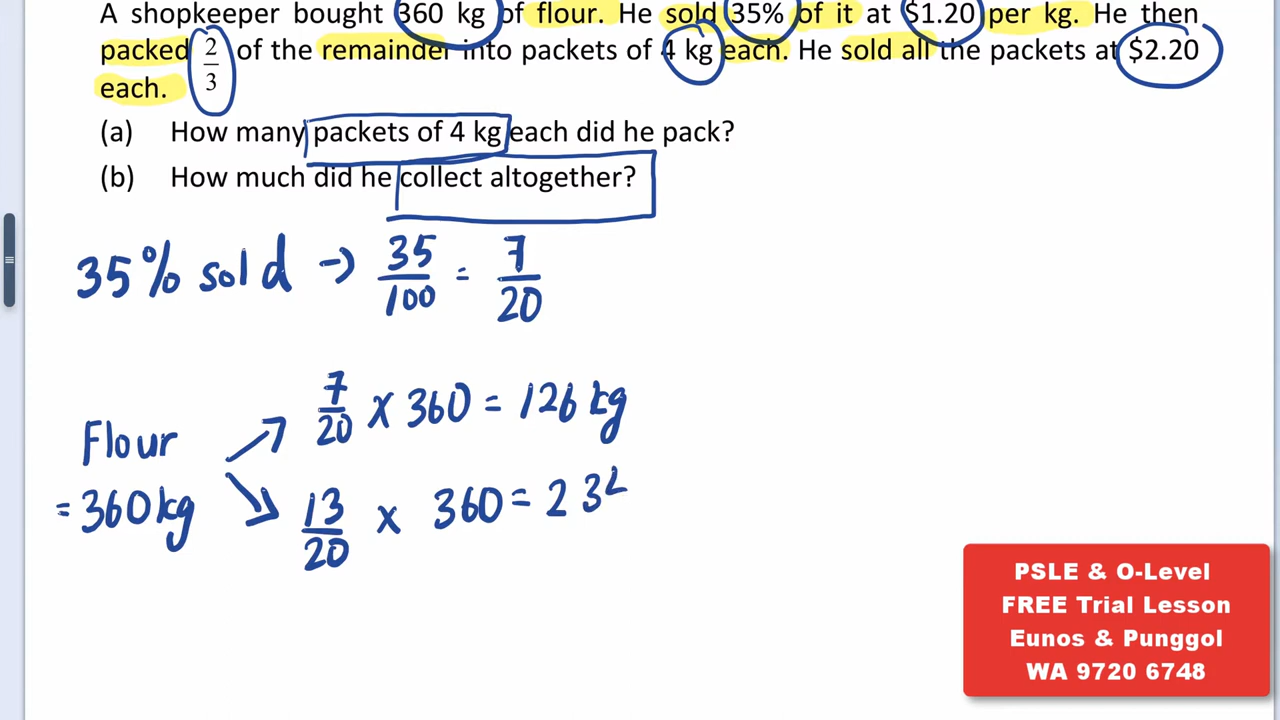 A shopkeeper bought 360 kg of flour. He sold 35% of it at $1.20 per kg. He then
packed 2/3 of the remainder into packets of 4 kg each. He sold all the packets at $2.20
each.
(a) How many packets of 4 kg each did he pack?
(b) How much did he collect altogether?
35% sold → 35/100 = 7/20
7/20 x 360 = 126 kg
Flour
= 360 kg
13/20 x 360 = 23
PSLE & O-Level
FREE Trial Lesson
Eunos & Punggol
WA 9720 6748